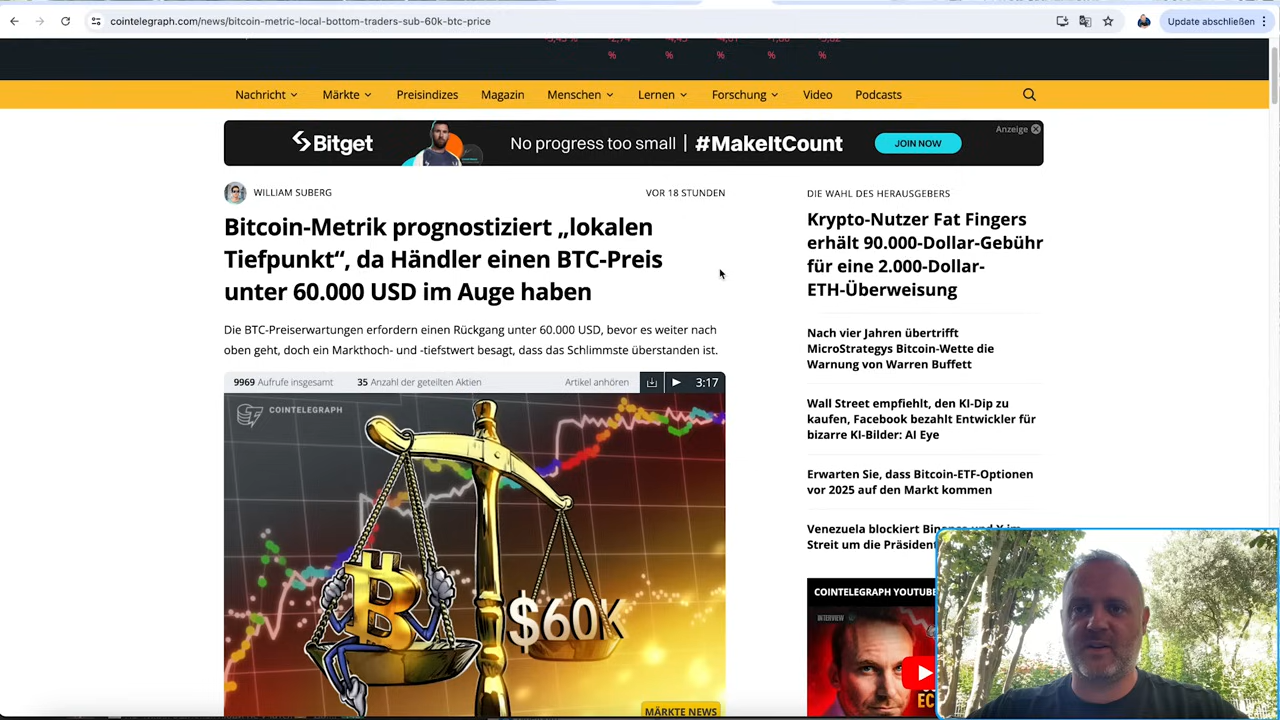 cointelegraph.com/news/bitcoin-metric-local-bottom-traders-sub-60k-btc-price
Update abschließen
%
%
%
%
%
Nachricht
Märkte
Preisindizes
Magazin
Menschen
Lernen
Forschung
Video
Podcasts
Bitget
No progress too small | #MakeItCount
JOIN NOW
Anzeige
WILLIAM SUBERG
VOR 18 STUNDEN
Bitcoin-Metrik prognostiziert „lokalen
Tiefpunkt“, da Händler einen BTC-Preis
unter 60.000 USD im Auge haben
Die BTC-Preiserwartungen erfordern einen Rückgang unter 60.000 USD, bevor es weiter nach
oben geht, doch ein Markthoch- und -tiefstwert besagt, dass das Schlimmste überstanden ist.
9969 Aufrufe insgesamt
35 Anzahl der geteilten Aktien
Artikel anhören
3:17
COINTELEGRAPH
B
$60K
MÄRKTE NEWS
DIE WAHL DES HERAUSGEBERS
Krypto-Nutzer Fat Fingers
erhält 90.000-Dollar-Gebühr
für eine 2.000-Dollar-
ETH-Überweisung
Nach vier Jahren übertrifft
MicroStrategys Bitcoin-Wette die
Warnung von Warren Buffett
Wall Street empfiehlt, den KI-Dip zu
kaufen, Facebook bezahlt Entwickler für
bizarre KI-Bilder: AI Eye
Erwarten Sie, dass Bitcoin-ETF-Optionen
vor 2025 auf den Markt kommen
Venezuela blockiert
Streit um die
COINTELEGRAPH YOUTUBE
INTERVIEW